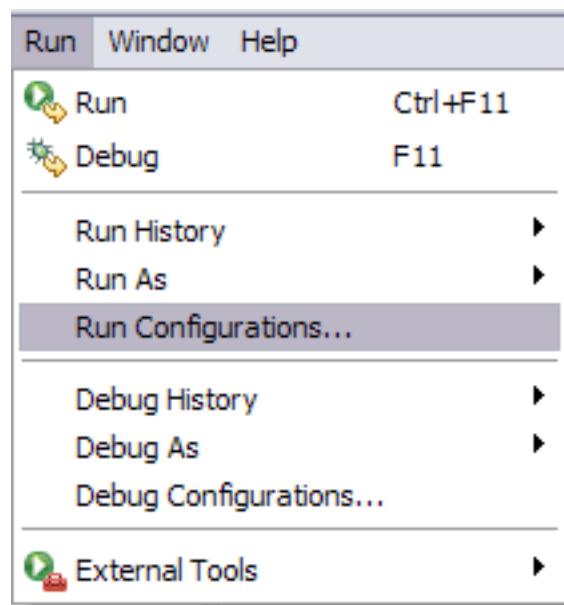 Run Window Help
Run Ctrl+F11
Debug F11
Run History
Run As
Run Configurations...
Debug History
Debug As
Debug Configurations...
External Tools